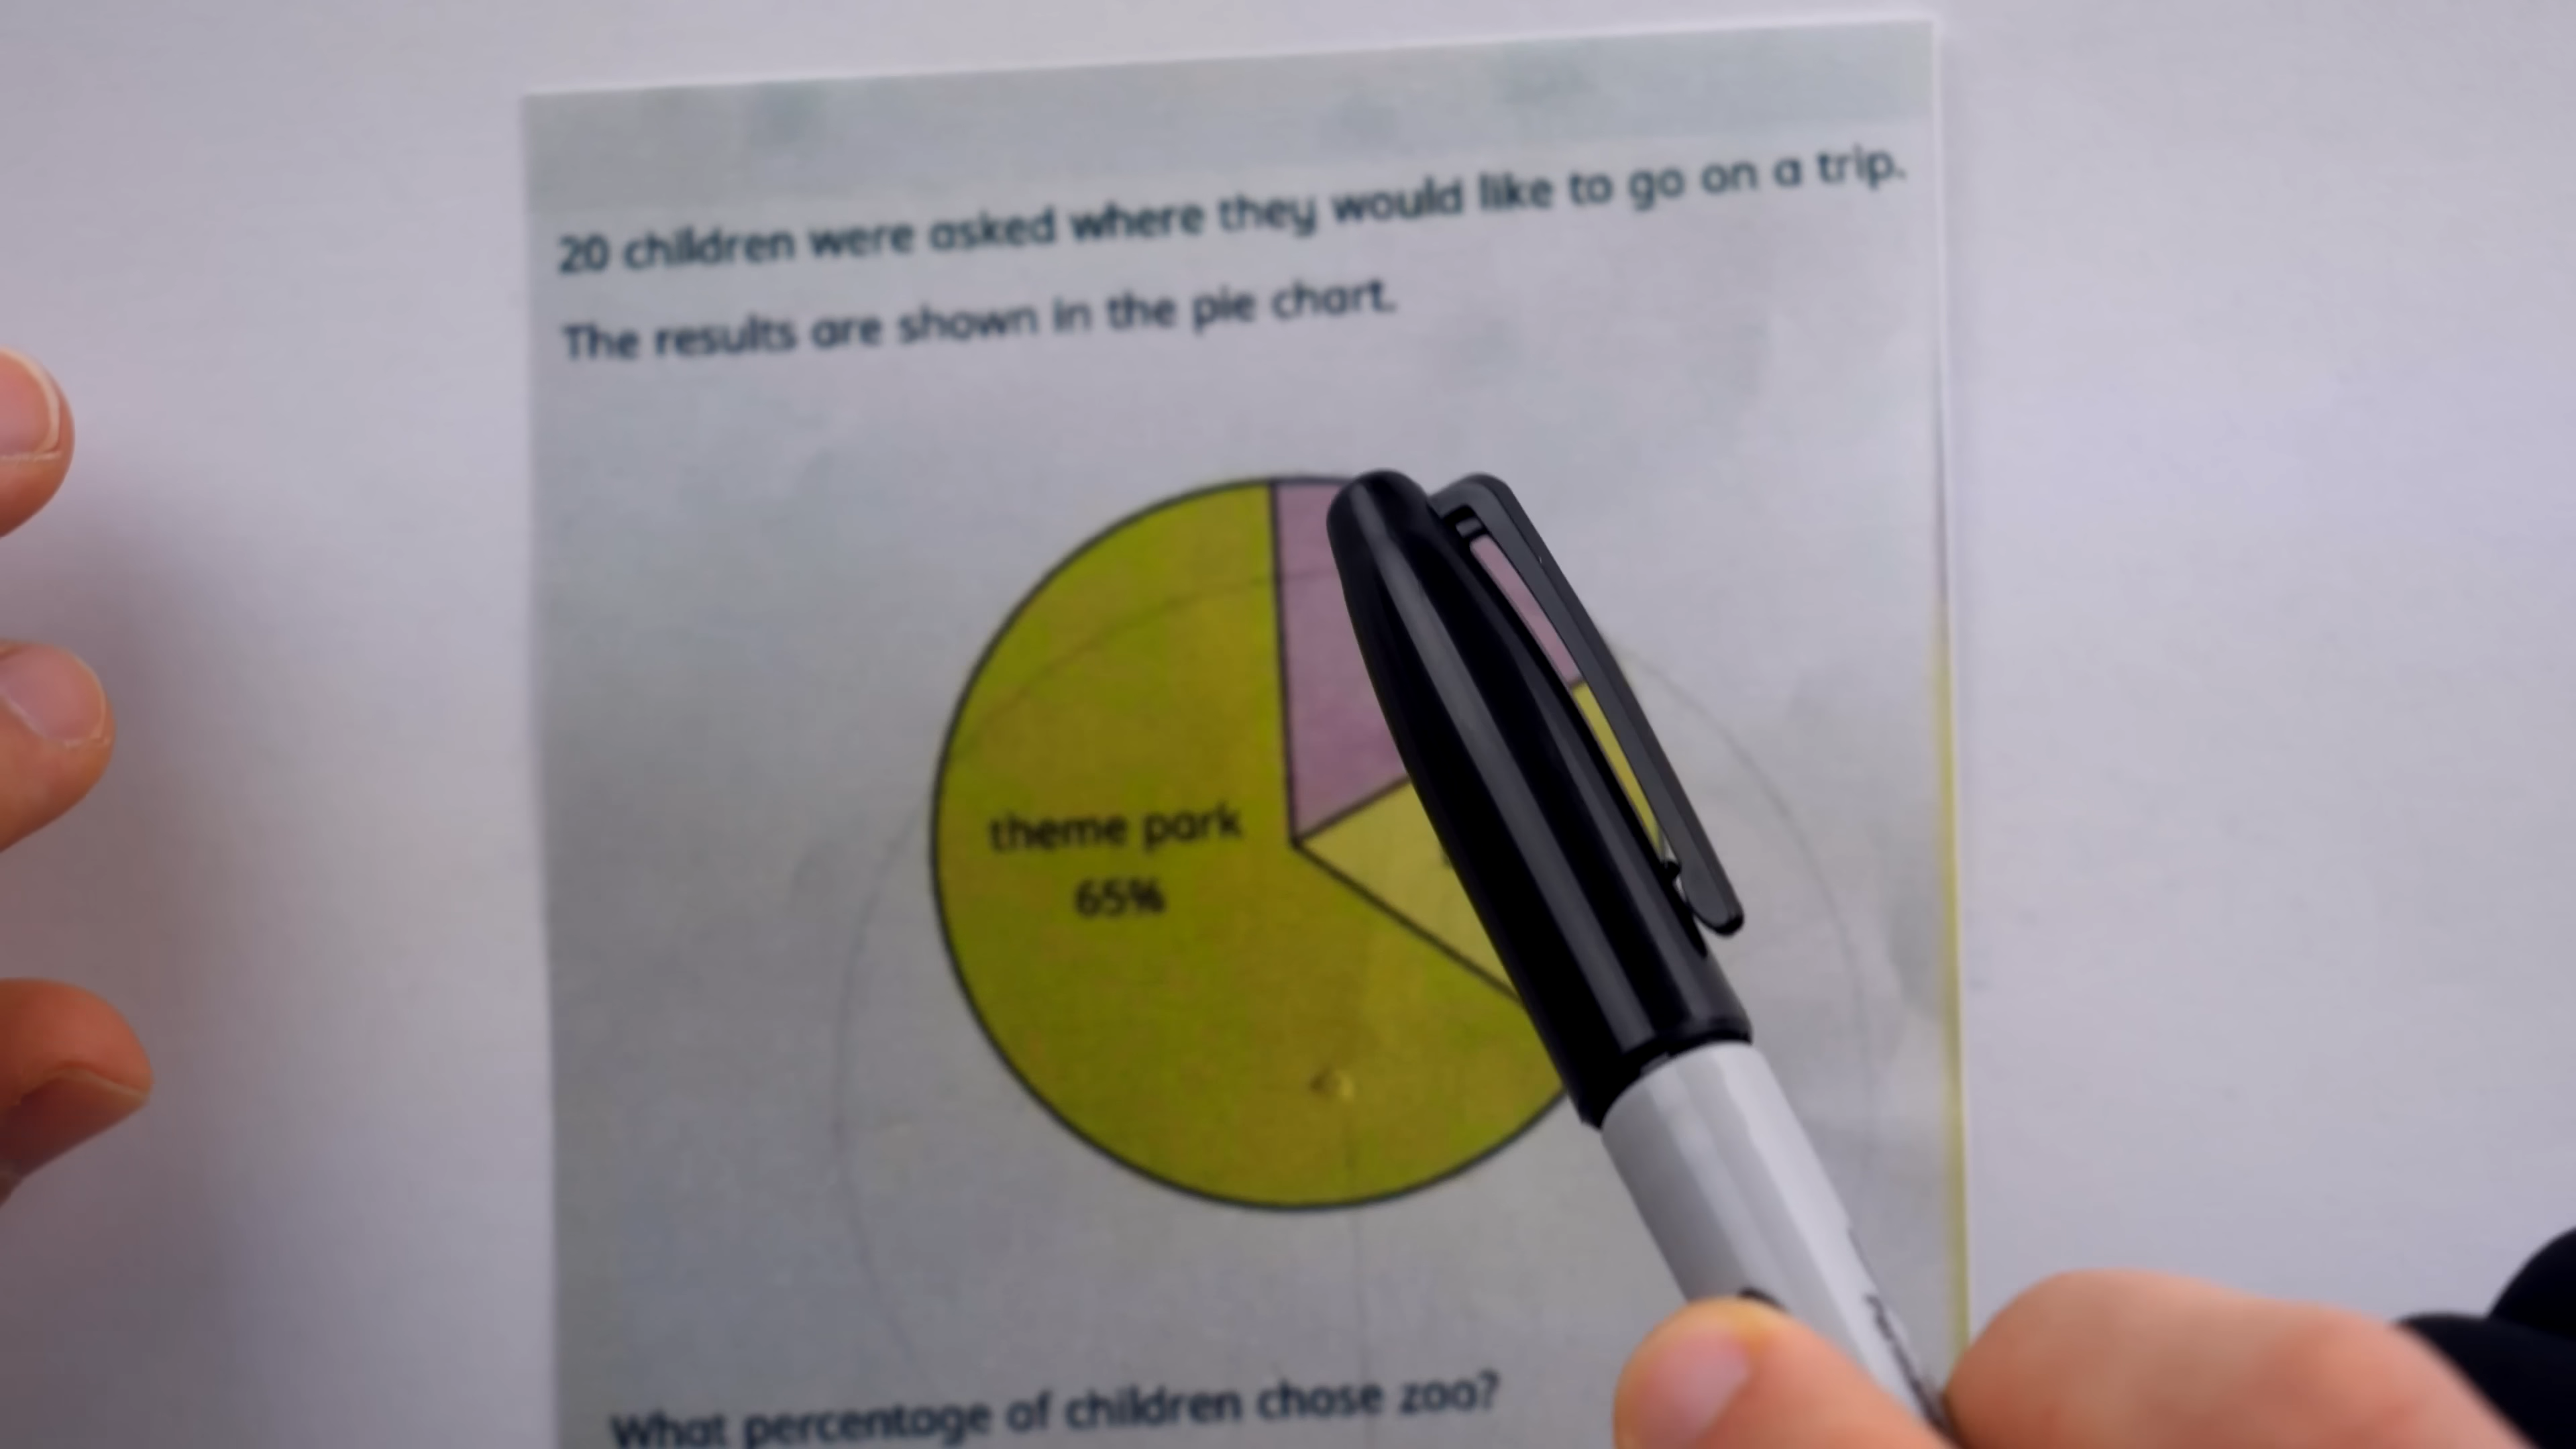 20 children were asked where they would like to go on a trip.
The results are shown in the pie chart.
theme park
65%
What percentage of children chose zoo?